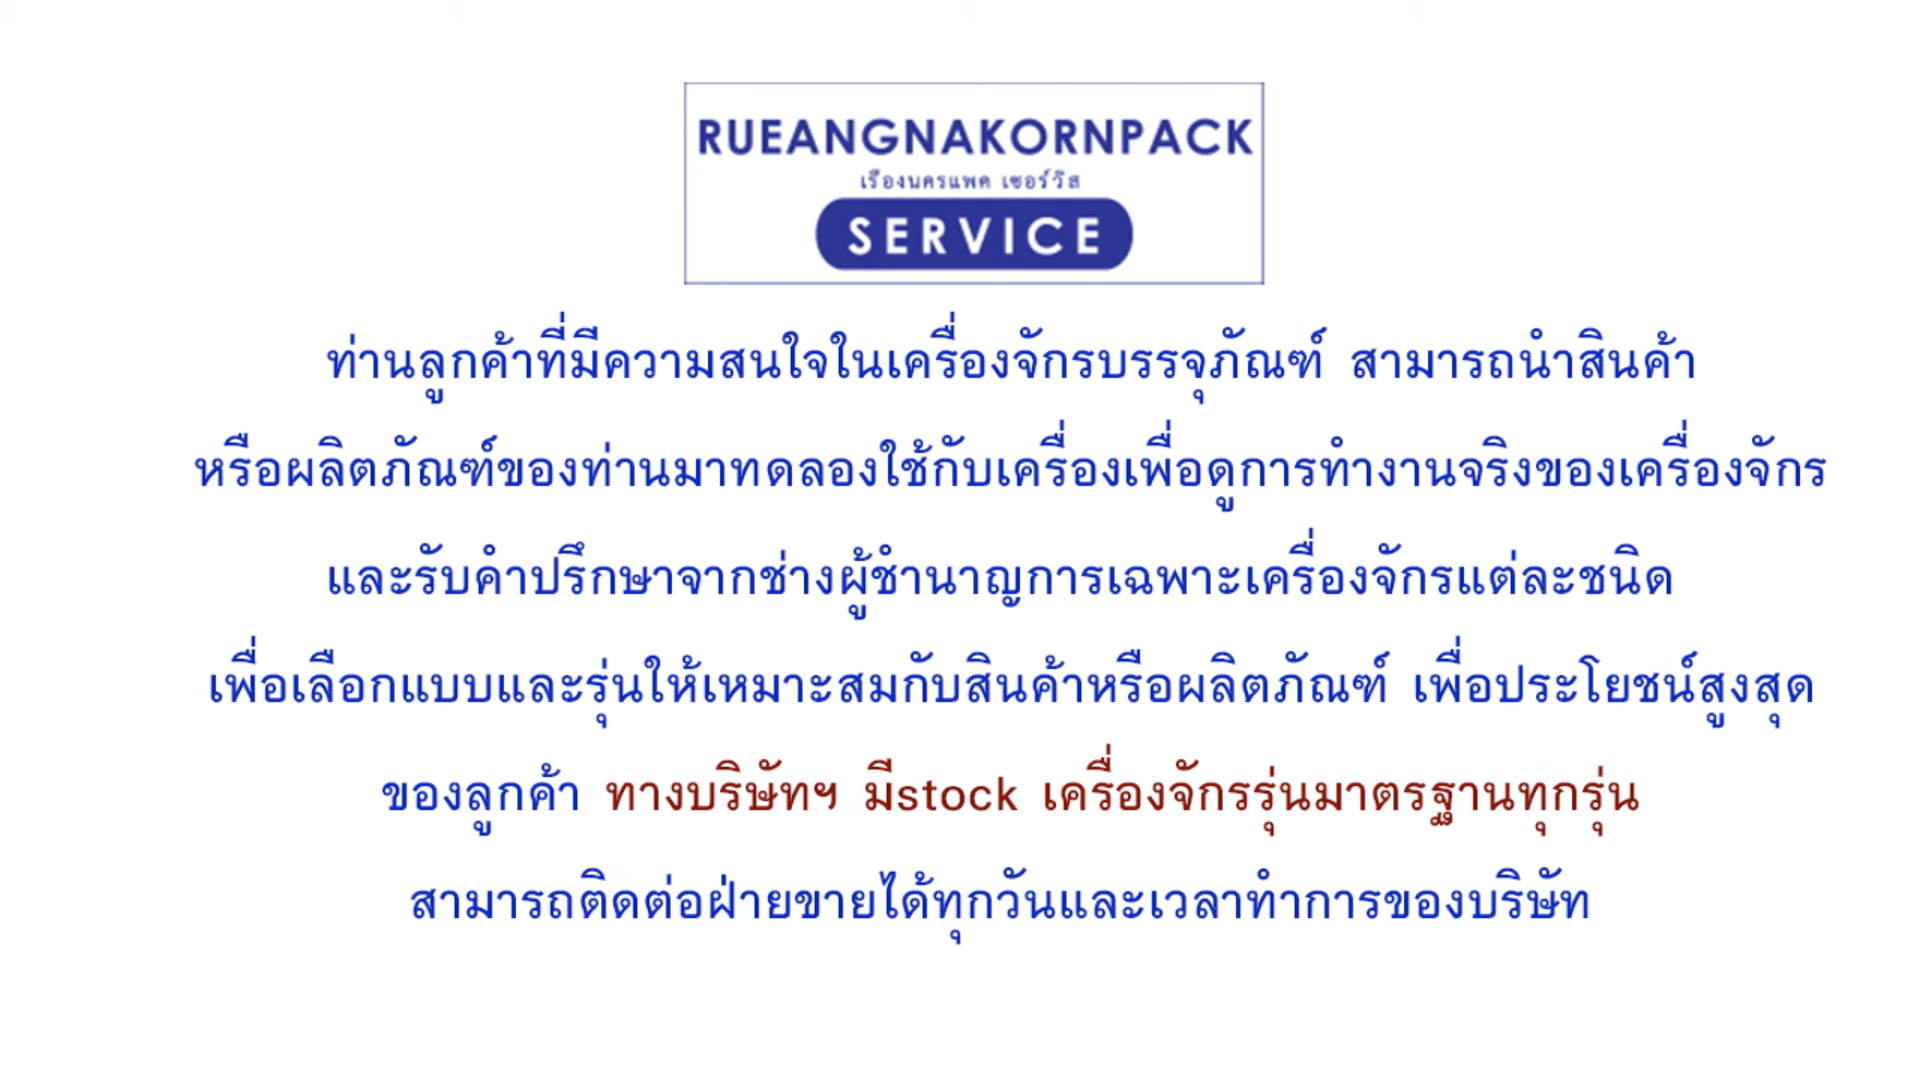 RUEANGNAKORNPACK
เรืองนครแพค เซอร์วิส
SERVICE
ท่านลูกค้าที่มีความสนใจในเครื่องจักรบรรจุภัณฑ์ สามารถนำสินค้า
หรือผลิตภัณฑ์ของท่านมาทดลองใช้กับเครื่องเพื่อดูการทำงานจริงของเครื่องจักร
และรับคำปรึกษาจากช่างผู้ชำนาญการเฉพาะเครื่องจักรแต่ละชนิด
เพื่อเลือกแบบและรุ่นให้เหมาะสมกับสินค้าหรือผลิตภัณฑ์ เพื่อประโยชน์สูงสุด
ของลูกค้า ทางบริษัทฯ มีstock เครื่องจักรรุ่นมาตรฐานทุกรุ่น
สามารถติดต่อฝ่ายขายได้ทุกวันและเวลาทำการของบริษัท